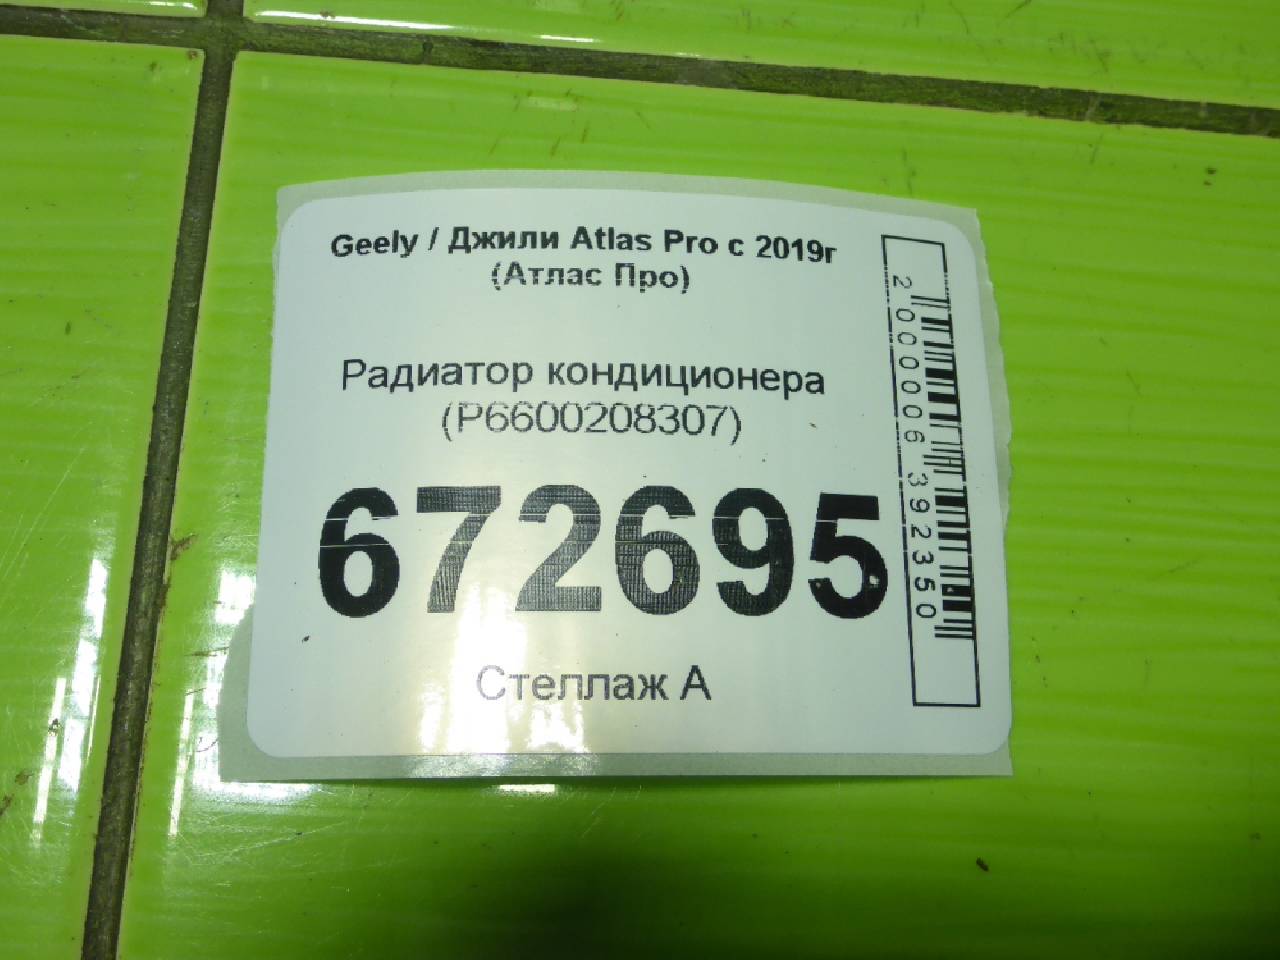 Geely / Джили Atlas Pro с 2019г
(Атлас Про)
Радиатор кондиционера
(P6600208307)
672695
Стеллаж А
2000006392350